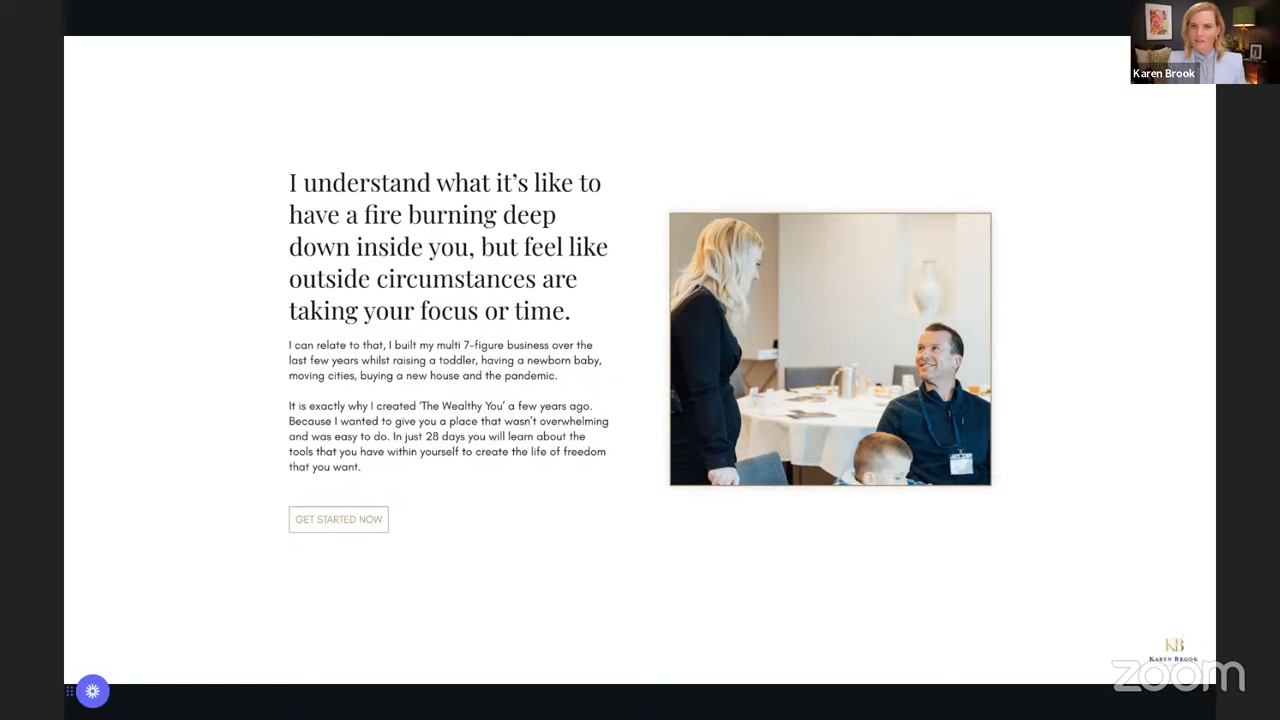 Karen Brook
I understand what it’s like to
have a fire burning deep
down inside you, but feel like
outside circumstances are
taking your focus or time.
I can relate to that, I built my multi 7-figure business over the
last few years whilst raising a toddler, having a newborn baby,
moving cities, buying a new house and the pandemic.
It is exactly why I created ‘The Wealthy You’ a few years ago.
Because I wanted to give you a place that wasn’t overwhelming
and was easy to do. In just 28 days you will learn about the
tools that you have within yourself to create the life of freedom
that you want.
GET STARTED NOW
KB
KAREN BROOK
zoom